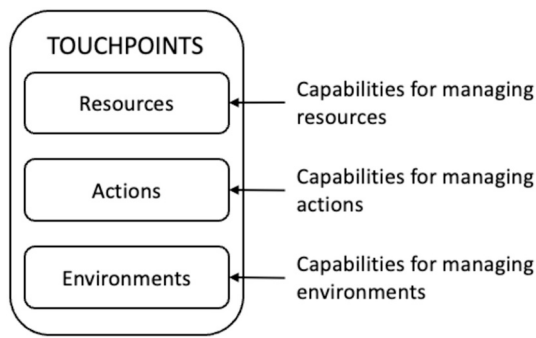 TOUCHPOINTS
Resources
Capabilities for managing
resources
Actions
Capabilities for managing
actions
Environments
Capabilities for managing
environments